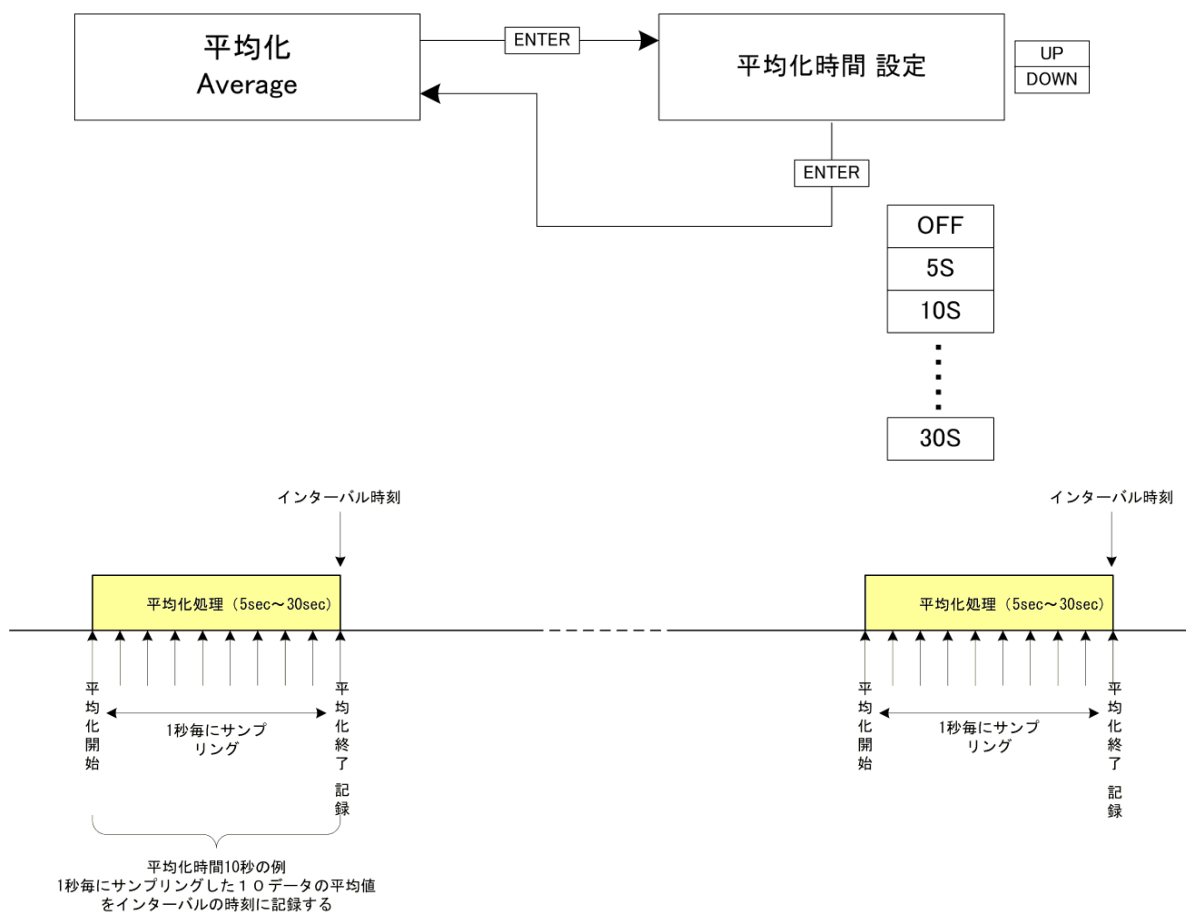 平均化
Average
ENTER
平均化時間 設定
UP
DOWN
ENTER
OFF
5S
10S
30S
インターバル時刻
インターバル時刻
平均化処理（5sec～30sec）
平均化処理（5sec～30sec）
平均化開始
1秒毎にサンプ
リング
平均化終了 記録
平均化開始
1秒毎にサンプ
リング
平均化終了 記録
平均化時間10秒の例
1秒毎にサンプリングした１０データの平均値
をインターバルの時刻に記録する